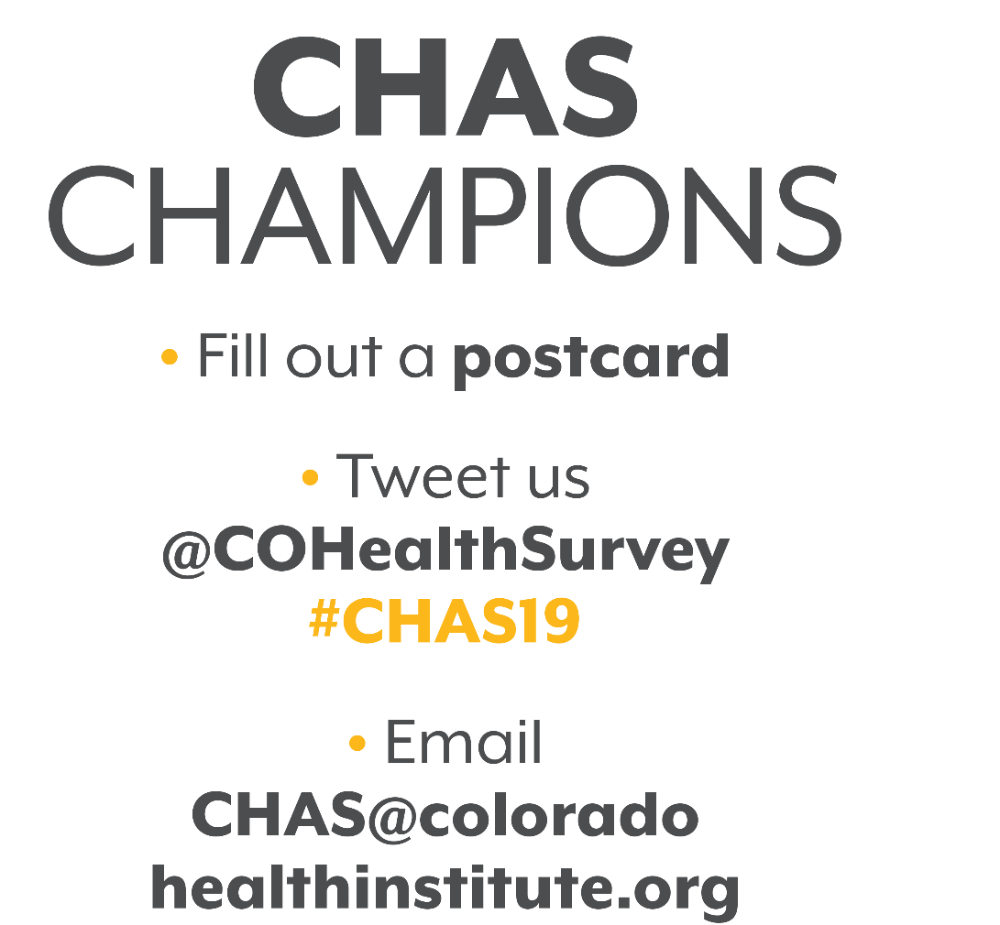 CHAS
CHAMPIONS
• Fill out a postcard
• Tweet us
@COHealthSurvey
#CHAS19
• Email
CHAS@colorado
healthinstitute.org